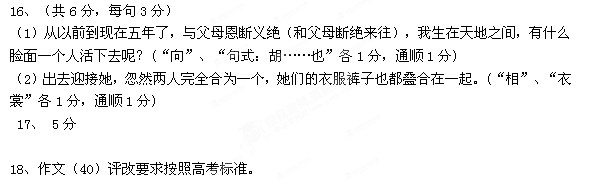 16、（共6分，每句3分）
（1）从以前到现在五年了，与父母恩断义绝（和父母断绝来往），我生在天地之间，有什
脸面一个人活下去呢？（“向”、“句式：胡……也”各1分，通顺1分）
（2）出去迎接她，忽然两人完全合为一个，她们的衣服裤子也都叠合在一起。（“相”、“衣
裳”各1分，通顺1分）
17、 5分
18、作文（40）评改要求按照高考标准。